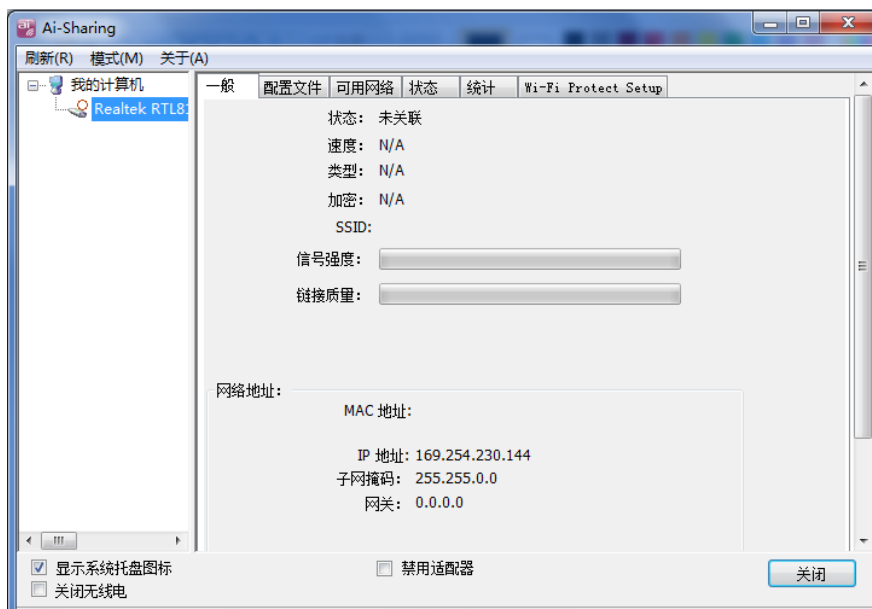 Ai-Sharing
刷新(R) 模式(M) 关于(A)
我的计算机
Realtek RTL81
一般 配置文件 可用网络 状态 统计 Wi-Fi Protect Setup
状态： 未关联
速度： N/A
类型： N/A
加密： N/A
SSID:
信号强度：
链接质量：
网络地址：
MAC 地址:
IP 地址: 169.254.230.144
子网掩码： 255.255.0.0
网关： 0.0.0.0
显示系统托盘图标
禁用适配器
关闭
关闭无线电